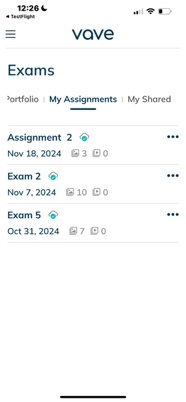 12:26
TestFlight
vave
Exams
Portfolio | My Assignments | My Shared
Assignment 2
Nov 18, 2024 3 0
Exam 2
Nov 7, 2024 10 0
Exam 5
Oct 31, 2024 7 0